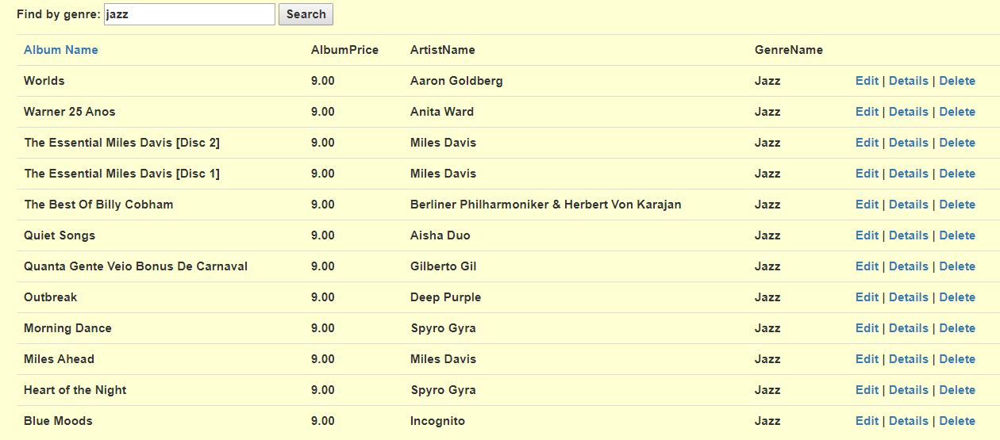 Find by genre: jazz Search
Album Name AlbumPrice ArtistName GenreName
Worlds 9.00 Aaron Goldberg Jazz Edit | Details | Delete
Warner 25 Anos 9.00 Anita Ward Jazz Edit | Details | Delete
The Essential Miles Davis [Disc 2] 9.00 Miles Davis Jazz Edit | Details | Delete
The Essential Miles Davis [Disc 1] 9.00 Miles Davis Jazz Edit | Details | Delete
The Best Of Billy Cobham 9.00 Berliner Philharmoniker & Herbert Von Karajan Jazz Edit | Details | Delete
Quiet Songs 9.00 Aisha Duo Jazz Edit | Details | Delete
Quanta Gente Veio Bonus De Carnaval 9.00 Gilberto Gil Jazz Edit | Details | Delete
Outbreak 9.00 Deep Purple Jazz Edit | Details | Delete
Morning Dance 9.00 Spyro Gyra Jazz Edit | Details | Delete
Miles Ahead 9.00 Miles Davis Jazz Edit | Details | Delete
Heart of the Night 9.00 Spyro Gyra Jazz Edit | Details | Delete
Blue Moods 9.00 Incognito Jazz Edit | Details | Delete